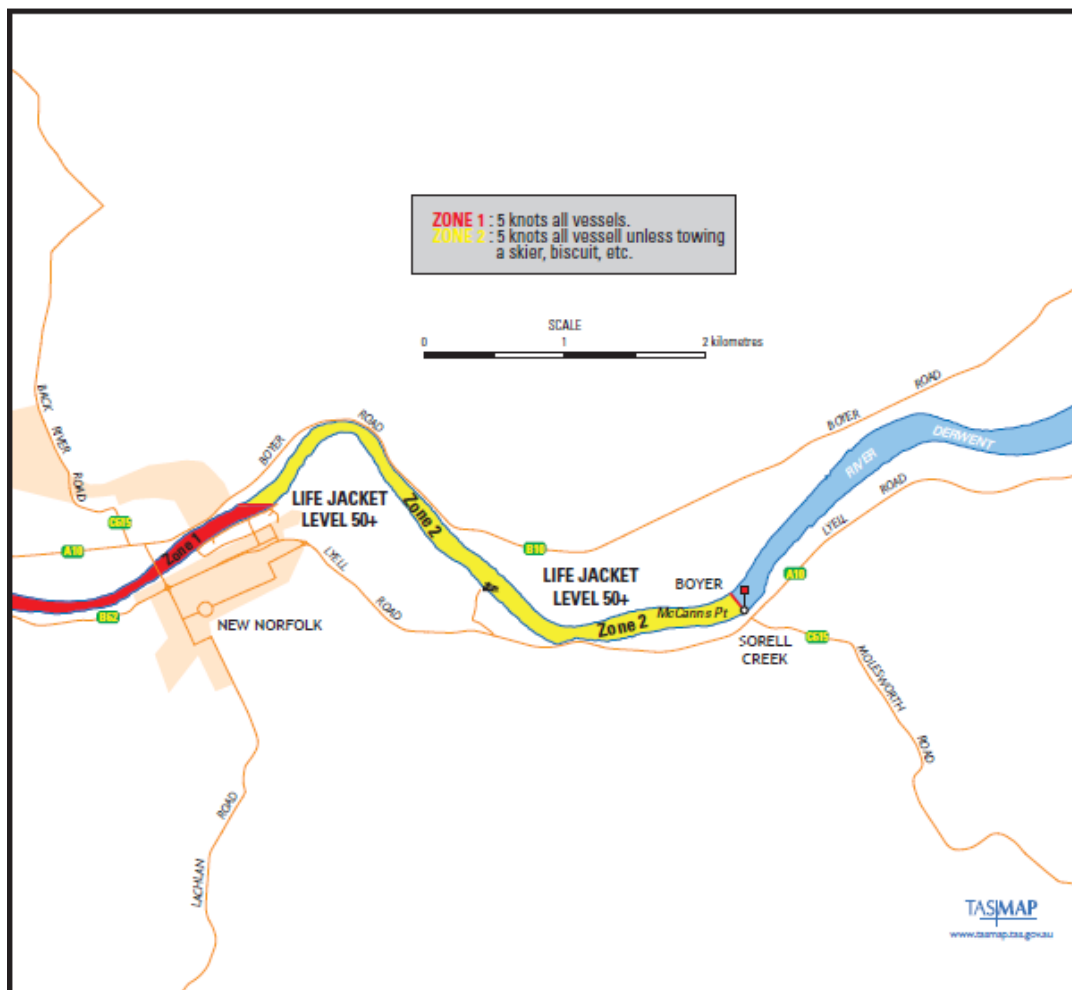 ZONE 1 : 5 knots all vessels.
ZONE 2 : 5 knots all vessell unless towing
a skier, biscuit, etc.
SCALE
0 1 2 kilometres
BACK
RIVER
ROAD
BOYER
ROAD
BOYER
ROAD
RIVER
DERWENT
LYELL
ROAD
LIFE JACKET
LEVEL 50+
Zone 2
Zone 1
A10
B62
NEW NORFOLK
LYELL
ROAD
B10
LIFE JACKET
LEVEL 50+
Zone 2
McCanns Pt
BOYER
A10
SORELL
CREEK
C615
MOLESWORTH
ROAD
LACHLAN
ROAD
TASMAP
www.tasmap.tas.gov.au